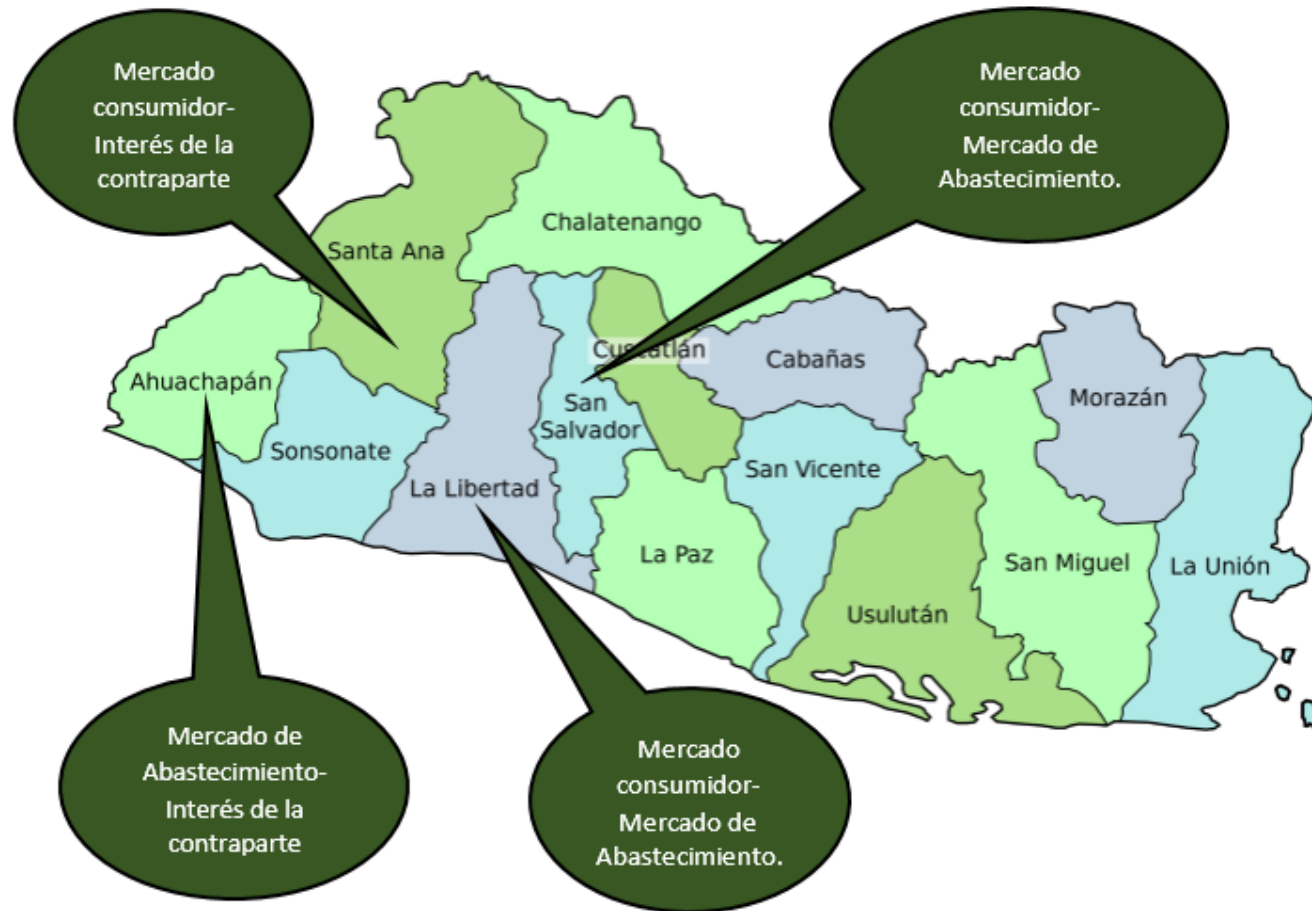 Mercado
consumidor-
Interés de la
contraparte
Mercado
consumidor-
Mercado de
Abastecimiento.
Chalatenango
Santa Ana
Cuscatlán
Cabañas
Ahuachapán
Morazán
San
Salvador
Sonsonate
San Vicente
La Libertad
La Paz
San Miguel
La Unión
Usulután
Mercado de
Abastecimiento-
Interés de la
contraparte
Mercado
consumidor-
Mercado de
Abastecimiento.